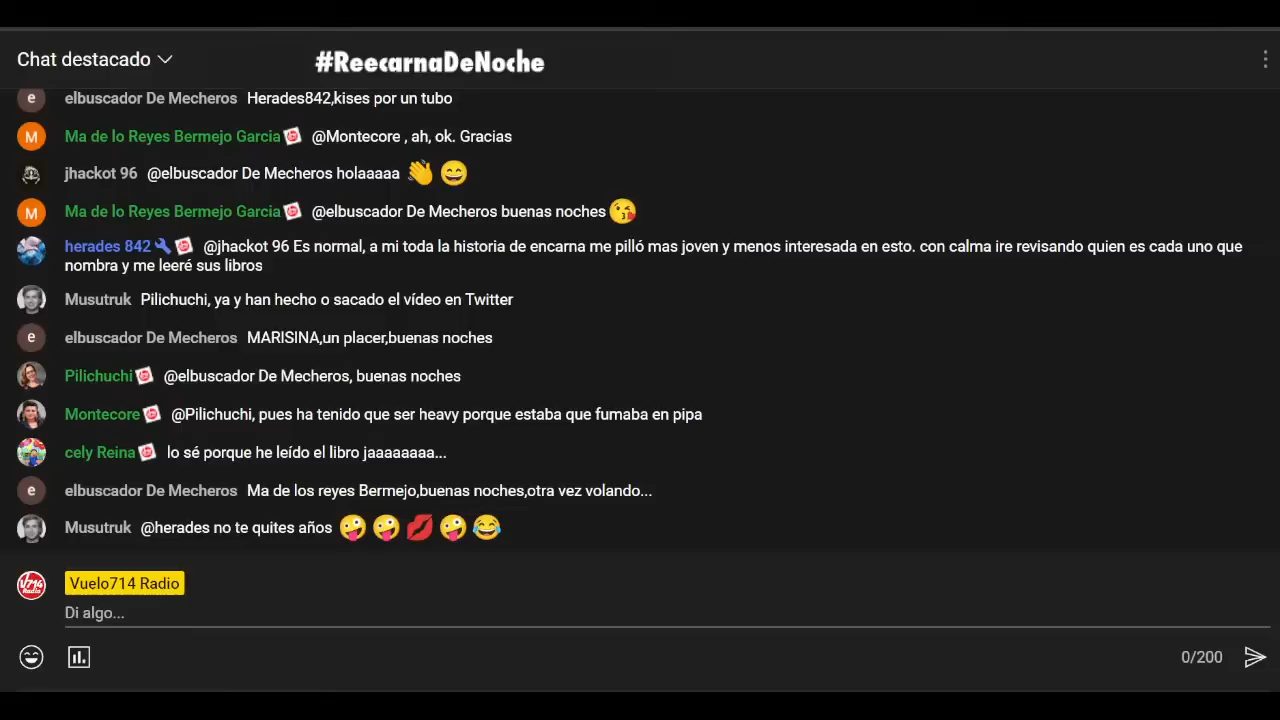 Chat destacado
#ReecarnaDeNoche
e elbuscador De Mecheros Herades842,kises por un tubo
M Ma de lo Reyes Bermejo Garcia @Montecore , ah, ok. Gracias
jhackot 96 @elbuscador De Mecheros holaaaaa 👋 😄
M Ma de lo Reyes Bermejo Garcia @elbuscador De Mecheros buenas noches 😘
herades 842 @jhackot 96 Es normal, a mi toda la historia de encarna me pilló mas joven y menos interesada en esto. con calma ire revisando quien es cada uno que
nombra y me leeré sus libros
Musutruk Pilichuchi, ya y han hecho o sacado el vídeo en Twitter
e elbuscador De Mecheros MARISINA,un placer,buenas noches
Pilichuchi @elbuscador De Mecheros, buenas noches
Montecore @Pilichuchi, pues ha tenido que ser heavy porque estaba que fumaba en pipa
cely Reina lo sé porque he leído el libro jaaaaaaaa...
e elbuscador De Mecheros Ma de los reyes Bermejo,buenas noches,otra vez volando...
Musutruk @herades no te quites años 🤪 🤪 💋 🤪 😂
V714 Radio Vuelo714 Radio
Di algo...
0/200